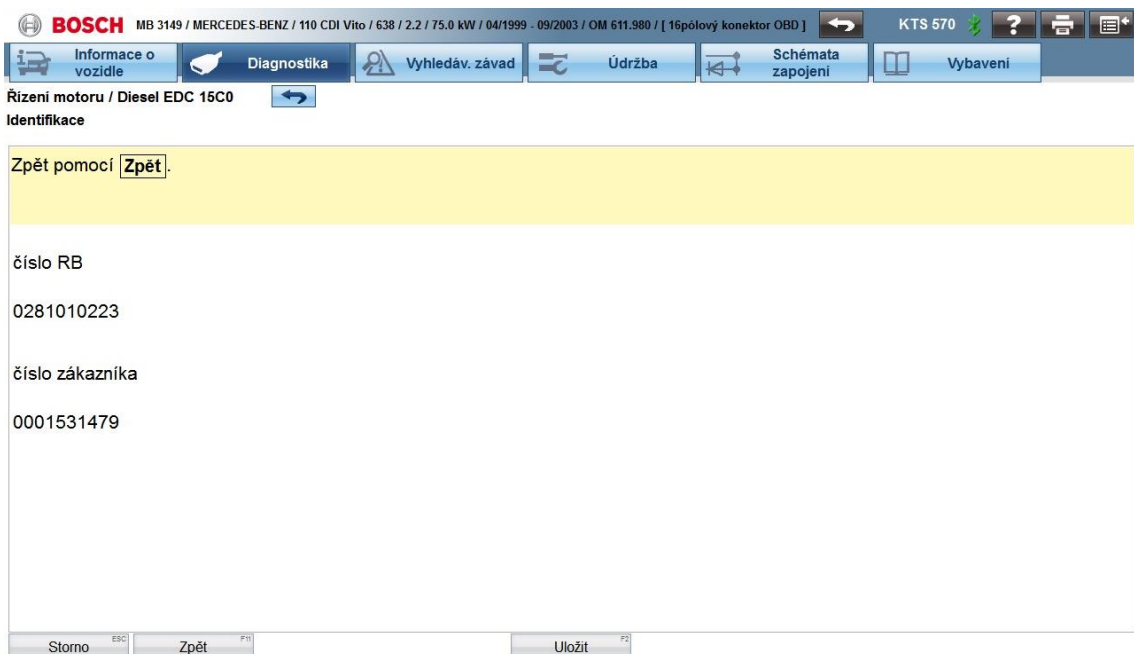 BOSCH MB 3149 / MERCEDES-BENZ / 110 CDI Vito / 638 / 2.2 / 75.0 kW / 04/1999 - 09/2003 / OM 611.980 / [ 16pólový konektor OBD ] KTS 570 ?
Informace o vozidle Diagnostika Vyhledáv. závad Údržba Schémata zapojení Vybavení
Řizení motoru / Diesel EDC 15C0
Identifikace
Zpět pomocí Zpět.
číslo RB
0281010223
číslo zákazníka
0001531479
Storno ESC Zpět F11 Uložit F2